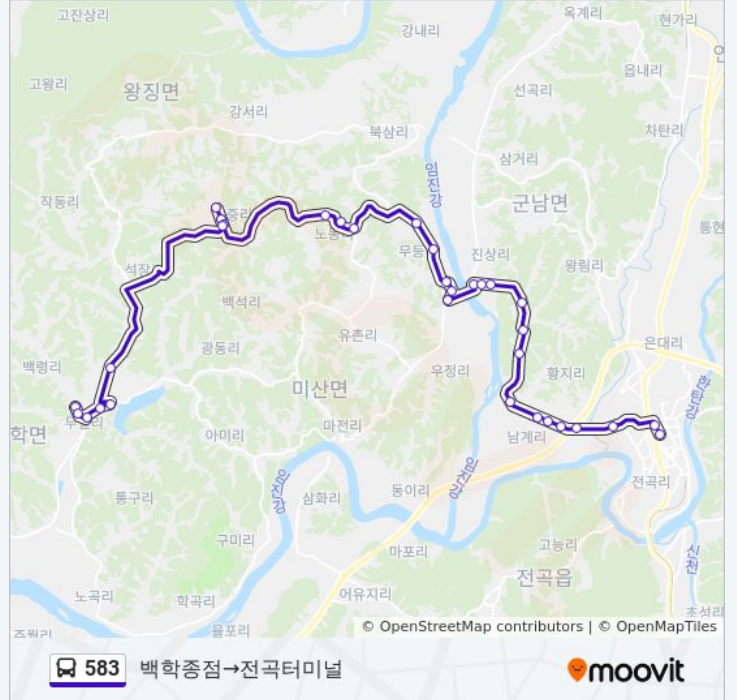 고잔상리
옥계리
현가리
강내리
고왕리
왕징면
읍내리
선곡리
강서리
북삼리
차탄리
삼거리
임진강
작동리
군남면
중리
통현
노동리
무등
진상리
왕림리
석장
백석리
유촌리
은대리
광동리
백령리
우정리
황지리
한탄강
미산면
학면
마전리
아미리
남계리
전곡리
임진강
임진강
동이리
삼화리
통구리
구미리
마포리
고능리
신천
전곡읍
어유지리
노곡리
학곡리
초성리
율포리
© OpenStreetMap contributors | © OpenMapTiles
583 백학종점→전곡터미널 moovit